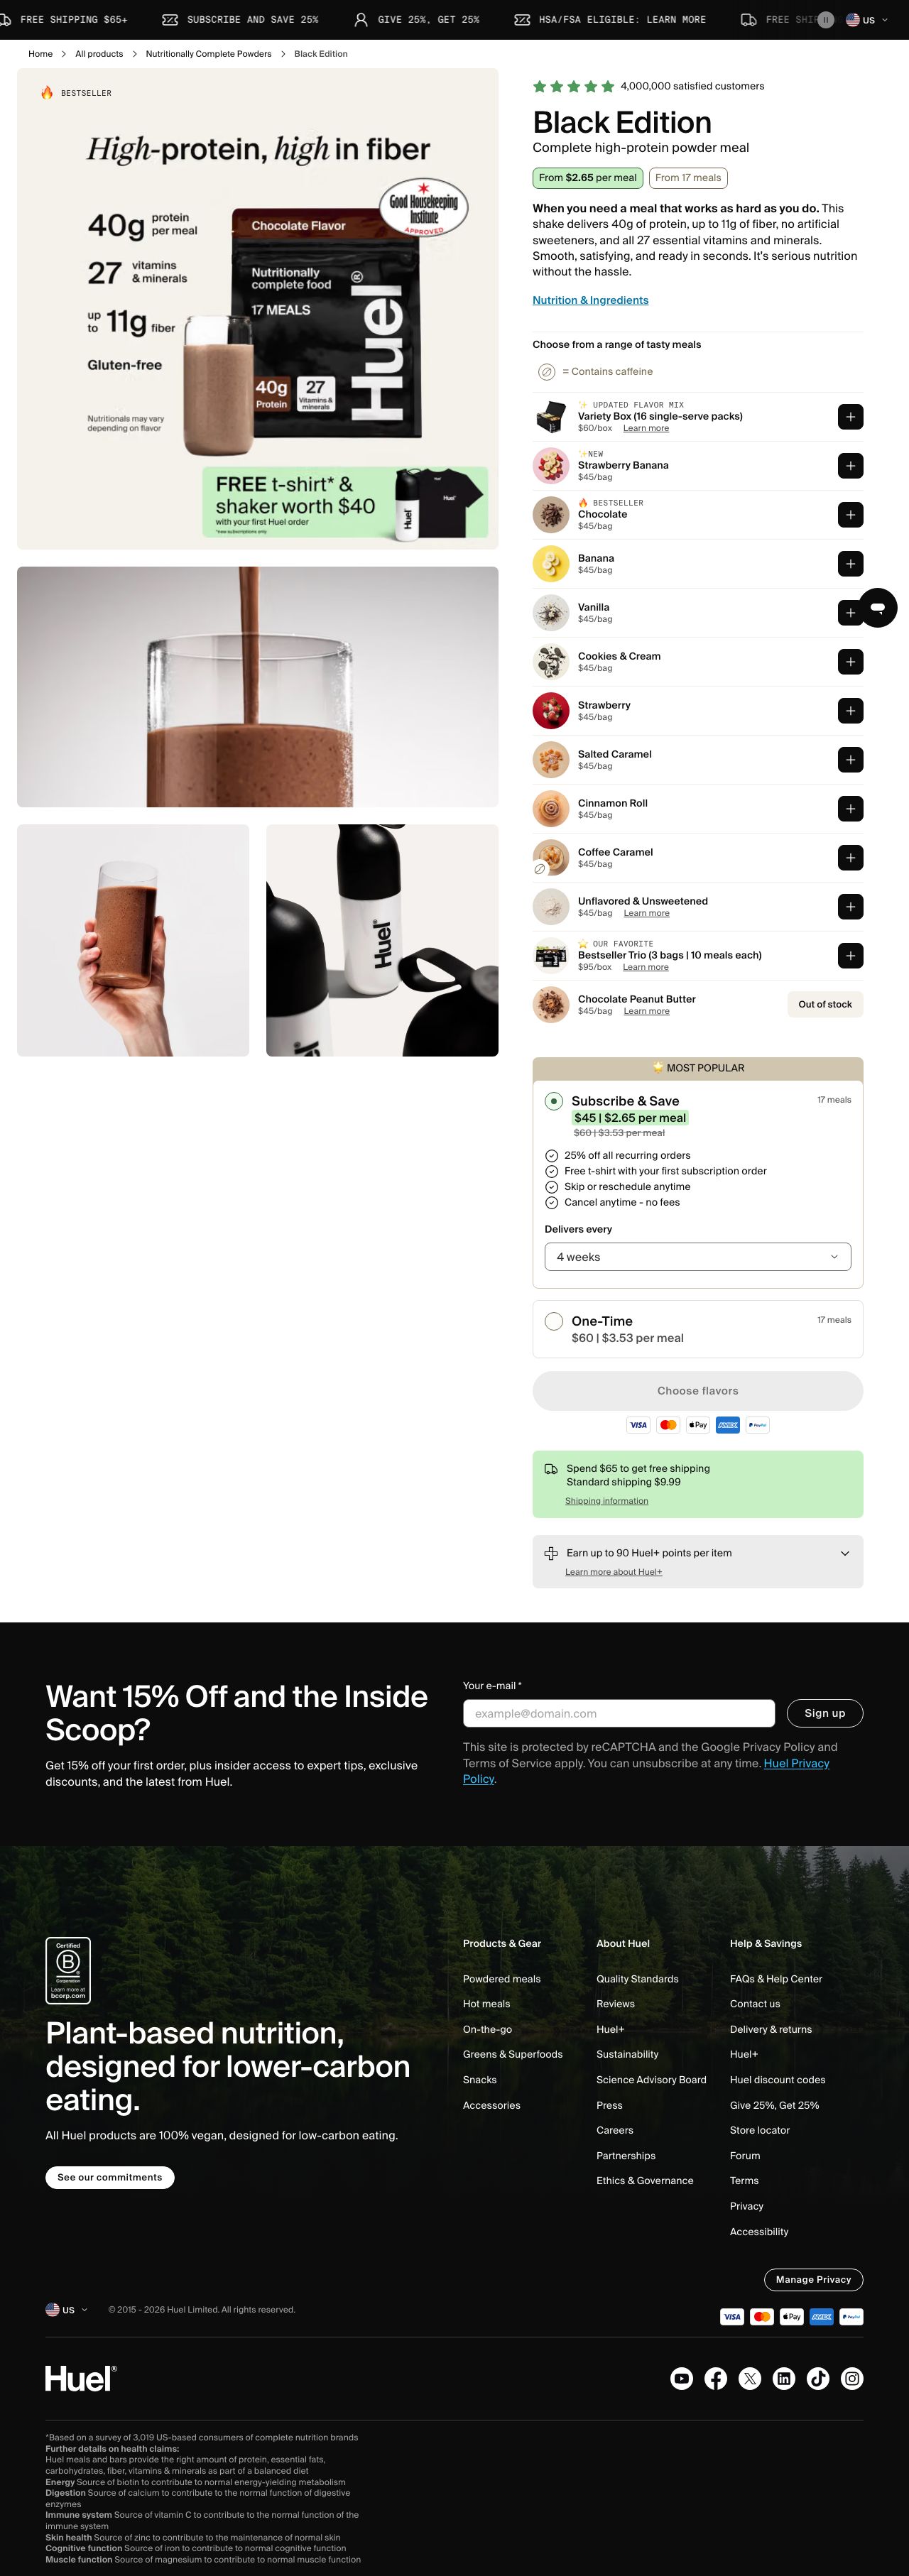 FREE SHIPPING $65+
SUBSCRIBE AND SAVE 25%
GIVE 25%, GET 25%
HSA/FSA ELIGIBLE: LEARN MORE
FREE
US
Home
All products
Nutritionally Complete Powders
Black Edition
🔥 BESTSELLER
High-protein, high in fiber
40g protein per meal
27 vitamins & minerals
up to 11g fiber
Gluten-free
Nutritionals may vary
depending on flavor
Good Housekeeping
Institute
APPROVED
Chocolate Flavor
Nutritionally
complete food
17 MEALS
Huel®
40g
Protein
27
Vitamins &
minerals
FREE t-shirt* &
shaker worth $40
with your first Huel order
*new subscriptions only
Huel
Huel
Huel
4,000,000 satisfied customers
Black Edition
Complete high-protein powder meal
From $2.65 per meal
From 17 meals
When you need a meal that works as hard as you do. This
shake delivers 40g of protein, up to 11g of fiber, no artificial
sweeteners, and all 27 essential vitamins and minerals.
Smooth, satisfying, and ready in seconds. It's serious nutrition
without the hassle.
Nutrition & Ingredients
Choose from a range of tasty meals
= Contains caffeine
✨ UPDATED FLAVOR MIX
Variety Box (16 single-serve packs)
$60/box Learn more
✨NEW
Strawberry Banana
$45/bag
🔥 BESTSELLER
Chocolate
$45/bag
Banana
$45/bag
Vanilla
$45/bag
Cookies & Cream
$45/bag
Strawberry
$45/bag
Salted Caramel
$45/bag
Cinnamon Roll
$45/bag
Coffee Caramel
$45/bag
Unflavored & Unsweetened
$45/bag Learn more
⭐ OUR FAVORITE
Bestseller Trio (3 bags | 10 meals each)
$95/box Learn more
Chocolate Peanut Butter
$45/bag Learn more
Out of stock
🌟 MOST POPULAR
Subscribe & Save
17 meals
$45 | $2.65 per meal
$60 | $3.53 per meal
25% off all recurring orders
Free t-shirt with your first subscription order
Skip or reschedule anytime
Cancel anytime - no fees
Delivers every
4 weeks
One-Time
17 meals
$60 | $3.53 per meal
Choose flavors
VISA
Pay
PayPal
Spend $65 to get free shipping
Standard shipping $9.99
Shipping information
Earn up to 90 Huel+ points per item
Learn more about Huel+
Want 15% Off and the Inside
Scoop?
Get 15% off your first order, plus insider access to expert tips, exclusive
discounts, and the latest from Huel.
Your e-mail *
example@domain.com
Sign up
This site is protected by reCAPTCHA and the Google Privacy Policy and
Terms of Service apply. You can unsubscribe at any time. Huel Privacy
Policy.
Certified
B
Corporation
Learn more at
bcorp.com
Plant-based nutrition,
designed for lower-carbon
eating.
All Huel products are 100% vegan, designed for low-carbon eating.
See our commitments
Products & Gear
Powdered meals
Hot meals
On-the-go
Greens & Superfoods
Snacks
Accessories
About Huel
Quality Standards
Reviews
Huel+
Sustainability
Science Advisory Board
Press
Careers
Partnerships
Ethics & Governance
Help & Savings
FAQs & Help Center
Contact us
Delivery & returns
Huel+
Huel discount codes
Give 25%, Get 25%
Store locator
Forum
Terms
Privacy
Accessibility
Manage Privacy
US
© 2015 - 2026 Huel Limited. All rights reserved.
VISA
Pay
PayPal
Huel®
*Based on a survey of 3,019 US-based consumers of complete nutrition brands
Further details on health claims:
Huel meals and bars provide the right amount of protein, essential fats,
carbohydrates, fiber, vitamins & minerals as part of a balanced diet
Energy Source of biotin to contribute to normal energy-yielding metabolism
Digestion Source of calcium to contribute to the normal function of digestive
enzymes
Immune system Source of vitamin C to contribute to the normal function of the
immune system
Skin health Source of zinc to contribute to the maintenance of normal skin
Cognitive function Source of iron to contribute to normal cognitive function
Muscle function Source of magnesium to contribute to normal muscle function